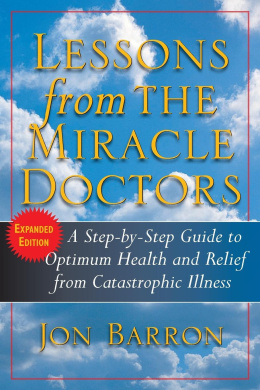 LESSONS
from THE
MIRACLE
DOCTORS
EXPANDED
EDITION
A Step-by-Step Guide to
Optimum Health and Relief
from Catastrophic Illness
JON BARRON